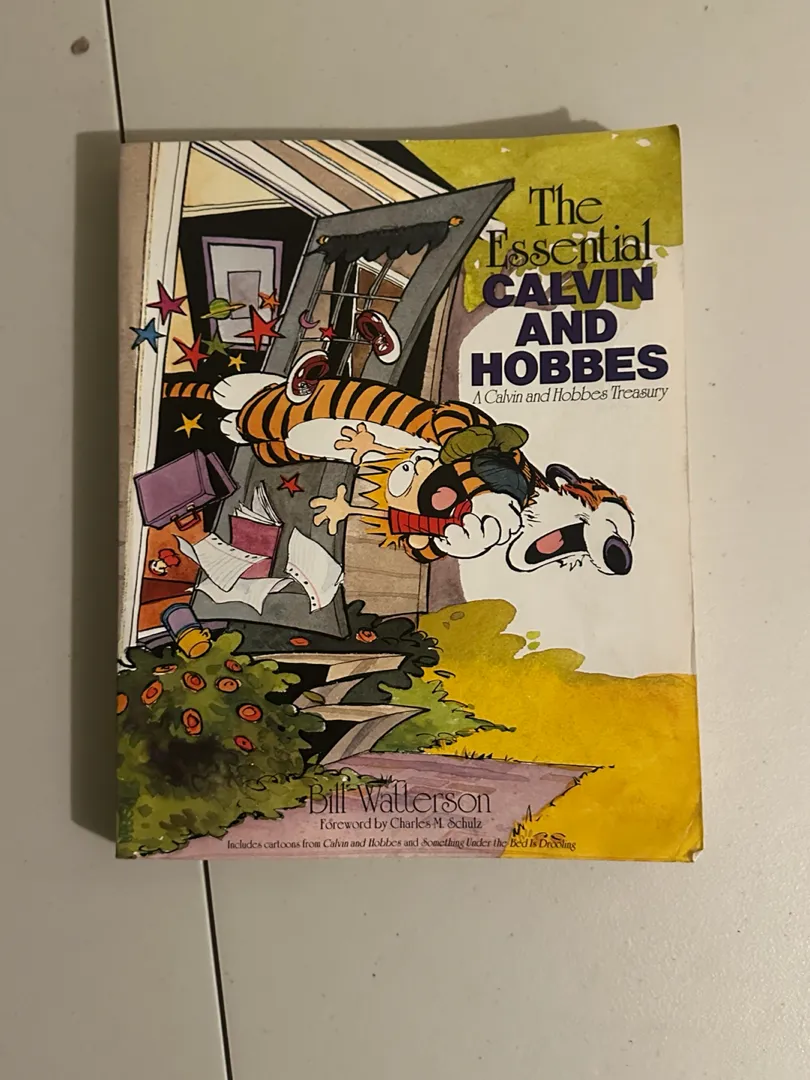 The
Essential
CALVIN
AND
HOBBES
A Calvin and Hobbes Treasury
Bill Watterson
Foreword by Charles M. Schulz
Includes cartoons from Calvin and Hobbes and Something Under the Bed Is Drooling